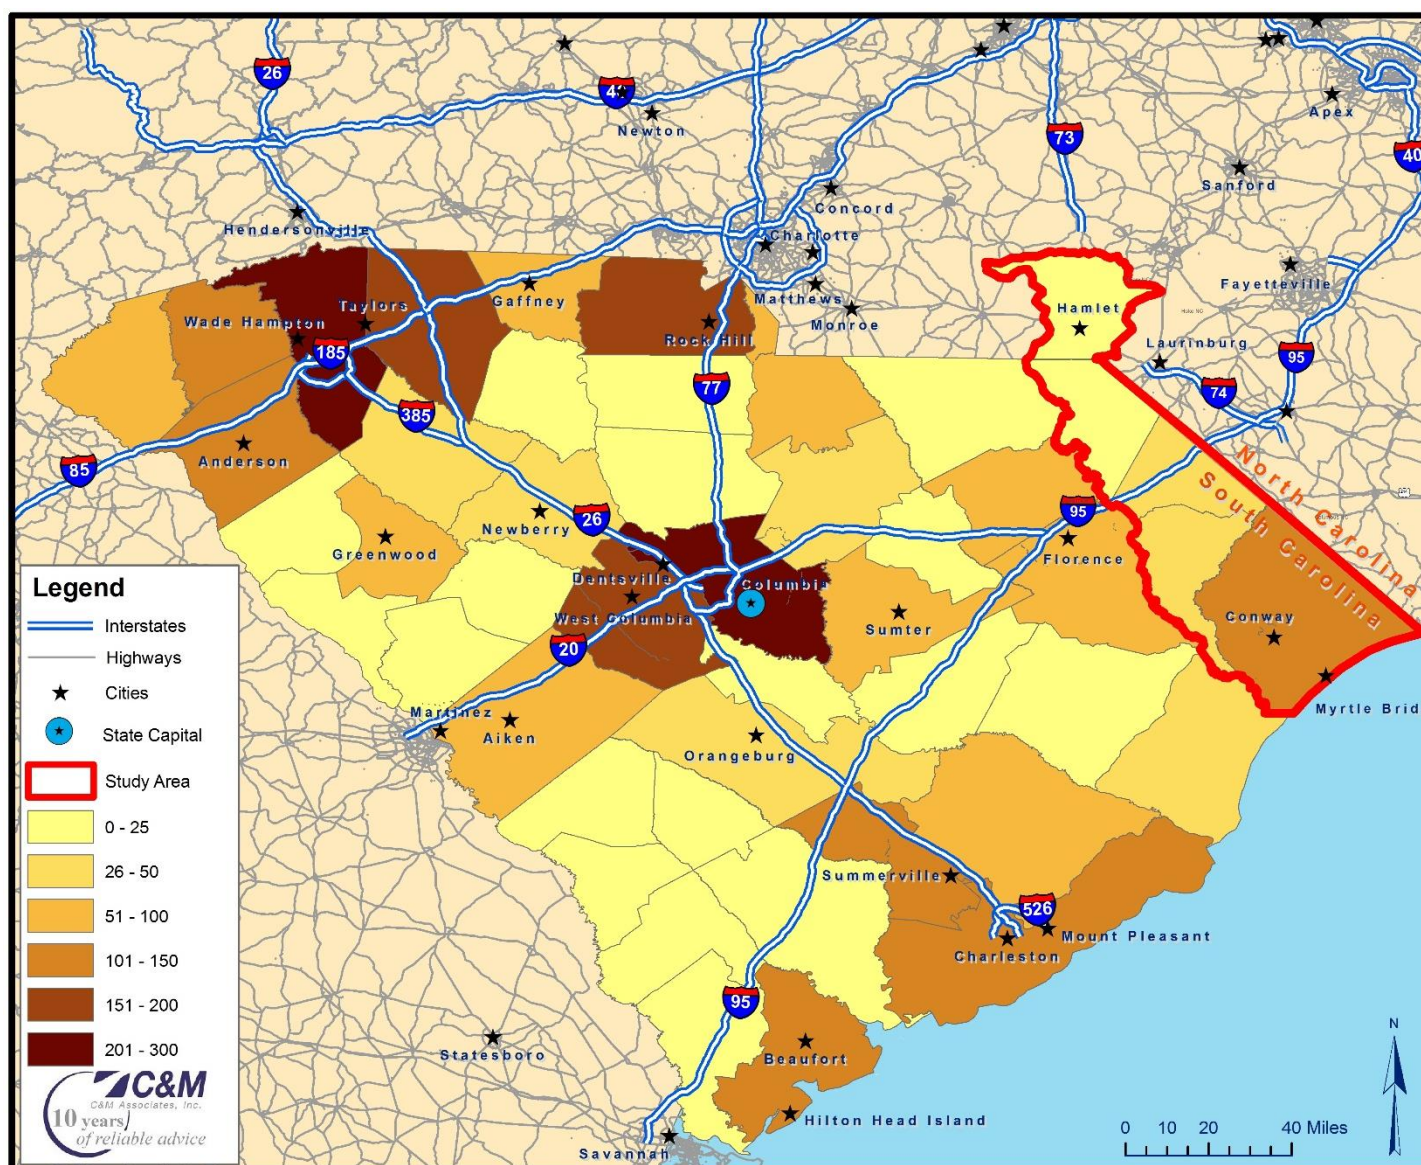 26
40
Newton
Apex
73
40
Sanford
Concord
Hendersonville
Charlotte
Fayetteville
Taylors
Gaffney
Matthews
Hamlet
Wade Hampton
Rock Hill
Monroe
Laurinburg
185
95
77
74
385
Anderson
85
North Carolina
South Carolina
Newberry
26
95
Greenwood
Florence
Dentsville
Columbia
West Columbia
Sumter
Conway
20
Martinez
Aiken
Orangeburg
Myrtle Brid
Summerville
526
Mount Pleasant
Charleston
95
Statesboro
Beaufort
Hilton Head Island
Savannah
Legend
Interstates
Highways
Cities
State Capital
Study Area
0 - 25
26 - 50
51 - 100
101 - 150
151 - 200
201 - 300
C&M
C&M Associates, Inc.
10 years
of reliable advice
N
0 10 20 40 Miles